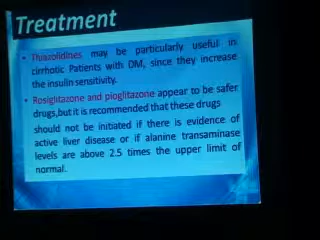 Treatment
• Thiazolidines may be particularly useful in
cirrhotic Patients with DM, since they increase
the insulin sensitivity.
• Rosiglitazone and pioglitazone appear to be safer
drugs,but it is recommended that these drugs
should not be initiated if there is evidence of
active liver disease or if alanine transaminase
levels are above 2.5 times the upper limit of
normal.